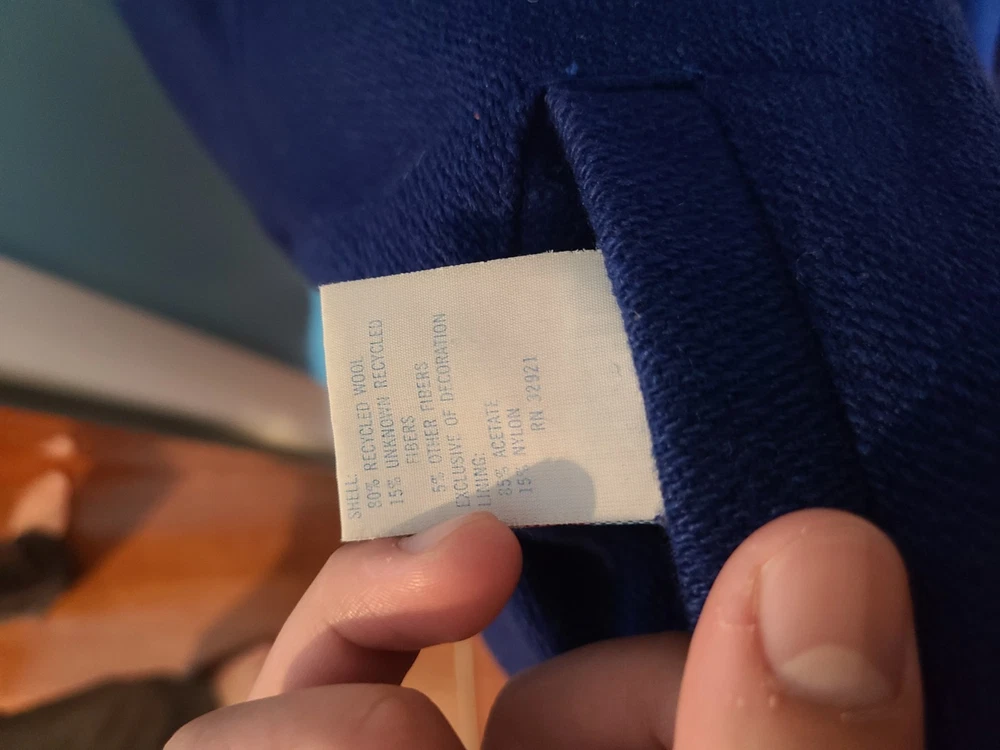 SHELL:
80% RECYCLED WOOL
15% UNKNOWN RECYCLED
FIBERS
5% OTHER FIBERS
EXCLUSIVE OF DECORATION
LINING:
85% ACETATE
15% NYLON
RN 32921